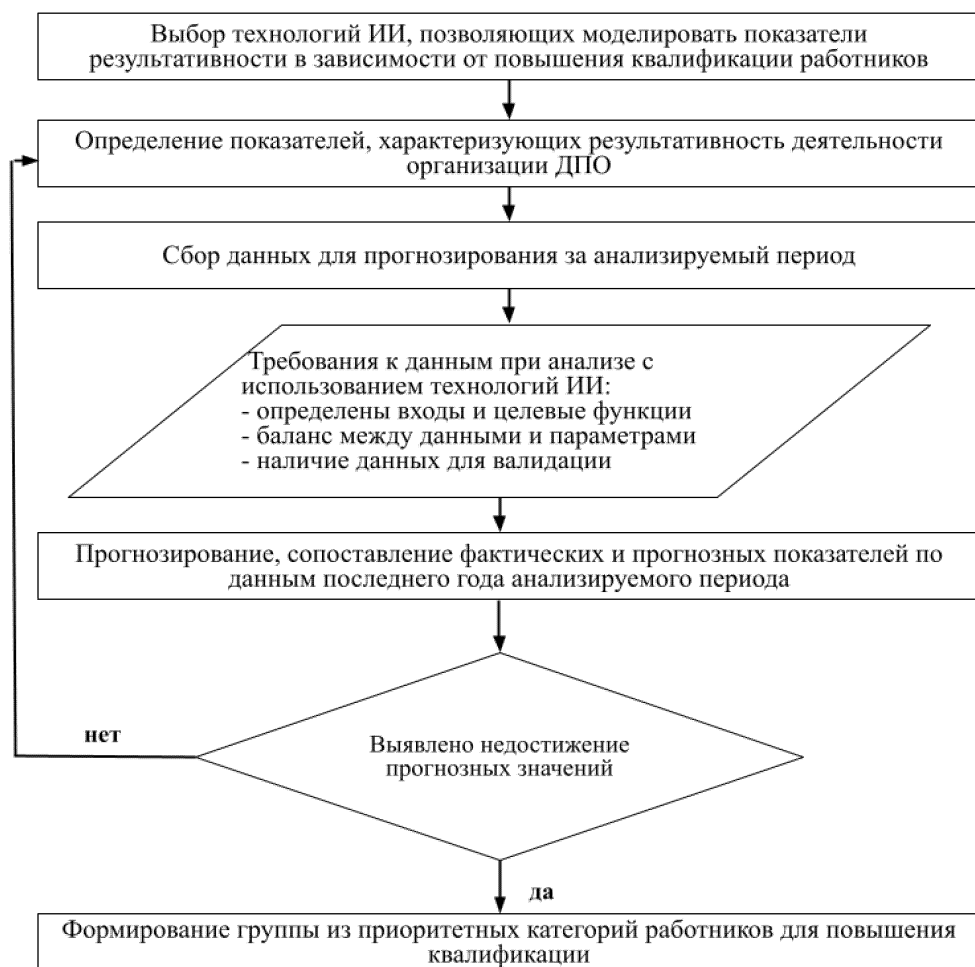 Выбор технологий ИИ, позволяющих моделировать показатели
результативности в зависимости от повышения квалификации работников
Определение показателей, характеризующих результативность деятельности
организации ДПО
Сбор данных для прогнозирования за анализируемый период
Требования к данным при анализе с
использованием технологий ИИ:
- определены входы и целевые функции
- баланс между данными и параметрами
- наличие данных для валидации
Прогнозирование, сопоставление фактических и прогнозных показателей по
данным последнего года анализируемого периода
нет
Выявлено недостижение
прогнозных значений
да
Формирование группы из приоритетных категорий работников для повышения
квалификации